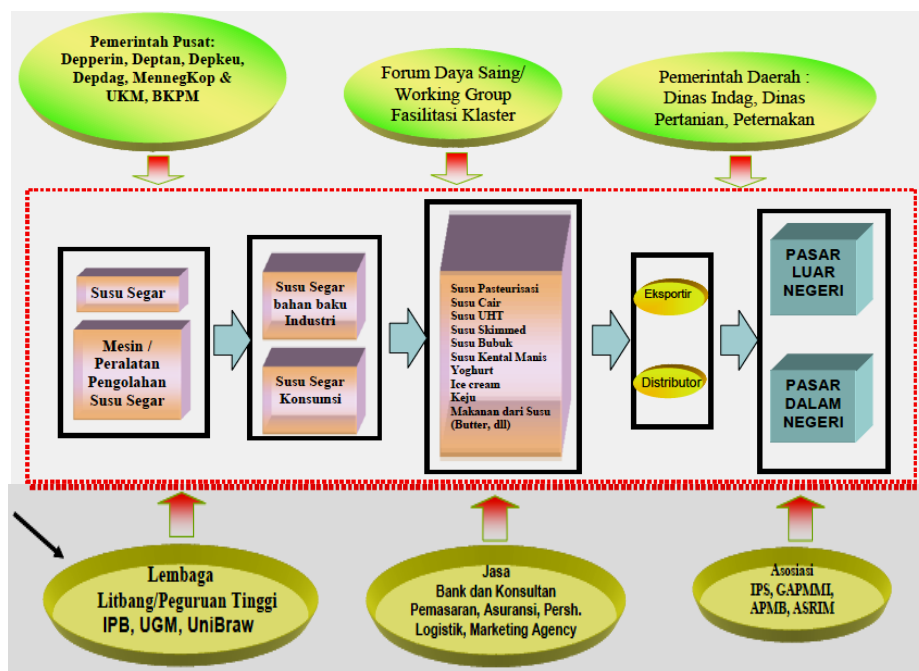 Pemerintah Pusat:
Depperin, Deptan, Depkeu,
Depdag, MennegKop &
UKM, BKPM
Forum Daya Saing/
Working Group
Fasilitasi Klaster
Pemerintah Daerah :
Dinas Indag, Dinas
Pertanian, Peternakan
Susu Segar
Mesin /
Peralatan
Pengolahan
Susu Segar
Susu Segar
bahan baku
Industri
Susu Segar
Konsumsi
Susu Pasteurisasi
Susu Cair
Susu UHT
Susu Skimmed
Susu Bubuk
Susu Kental Manis
Yoghurt
Ice cream
Keju
Makanan dari Susu
(Butter, dll)
Eksportir
Distributor
PASAR
LUAR
NEGERI
PASAR
DALAM
NEGERI
Lembaga
Litbang/Peguruan Tinggi
IPB, UGM, UniBraw
Jasa
Bank dan Konsultan
Pemasaran, Asuransi, Persh.
Logistik, Marketing Agency
Asosiasi
IPS, GAPMMI,
APMB, ASRIM